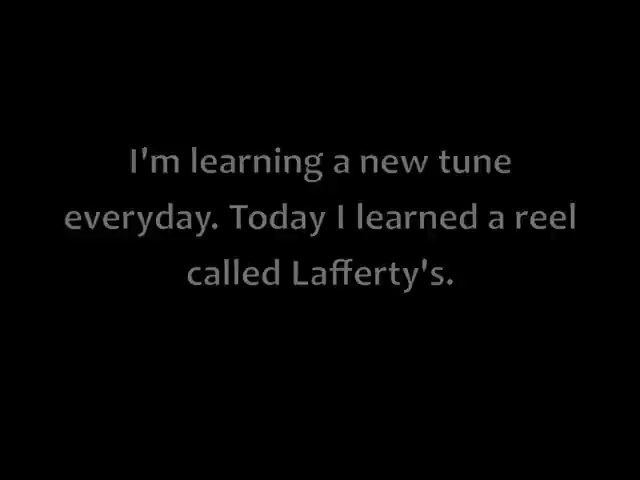 I'm learning a new tune
everyday. Today I learned a reel
called Lafferty's.